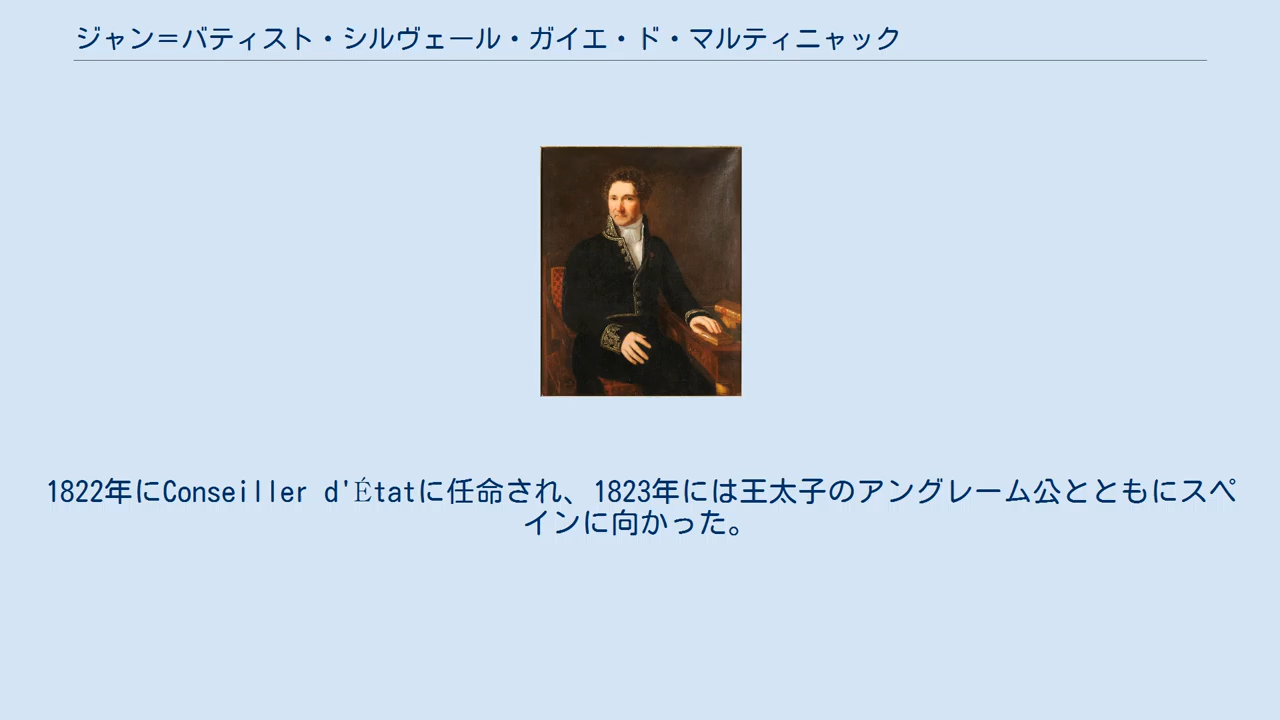 ジャン＝バティスト・シルヴェール・ガイエ・ド・マルティニャック
1822年にConseiller d'Étatに任命され、1823年には王太子のアングレーム公とともにスペ
インに向かった。